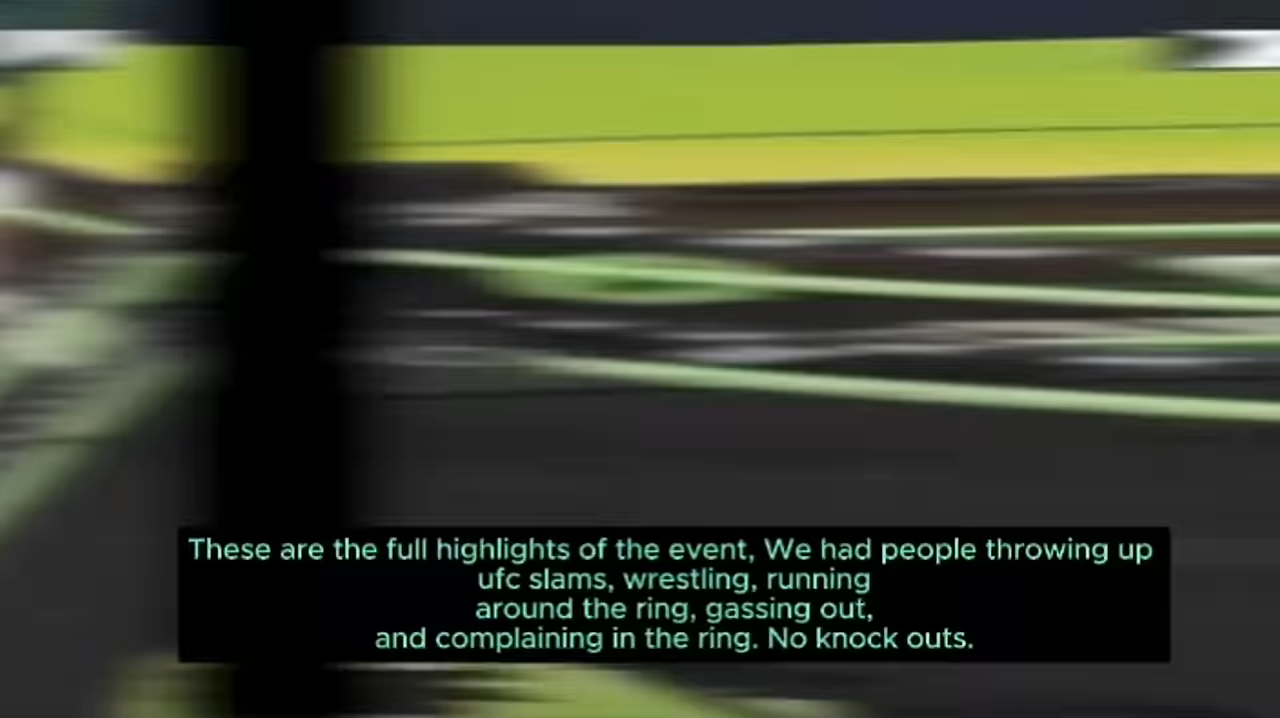 These are the full highlights of the event, We had people throwing up
ufc slams, wrestling, running
around the ring, gassing out,
and complaining in the ring. No knock outs.